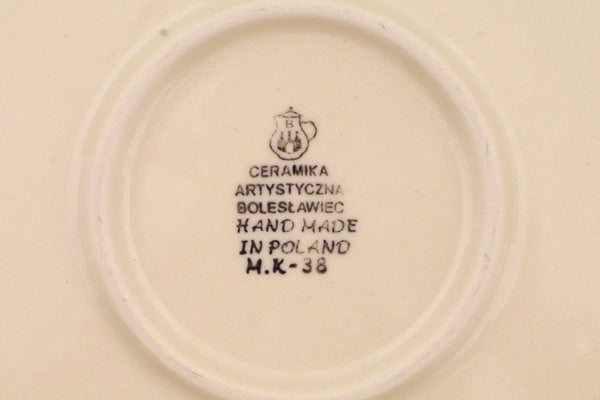 B
CERAMIKA
ARTYSTYCZNA
BOLESŁAWIEC
HAND MADE
IN POLAND
M.K-38